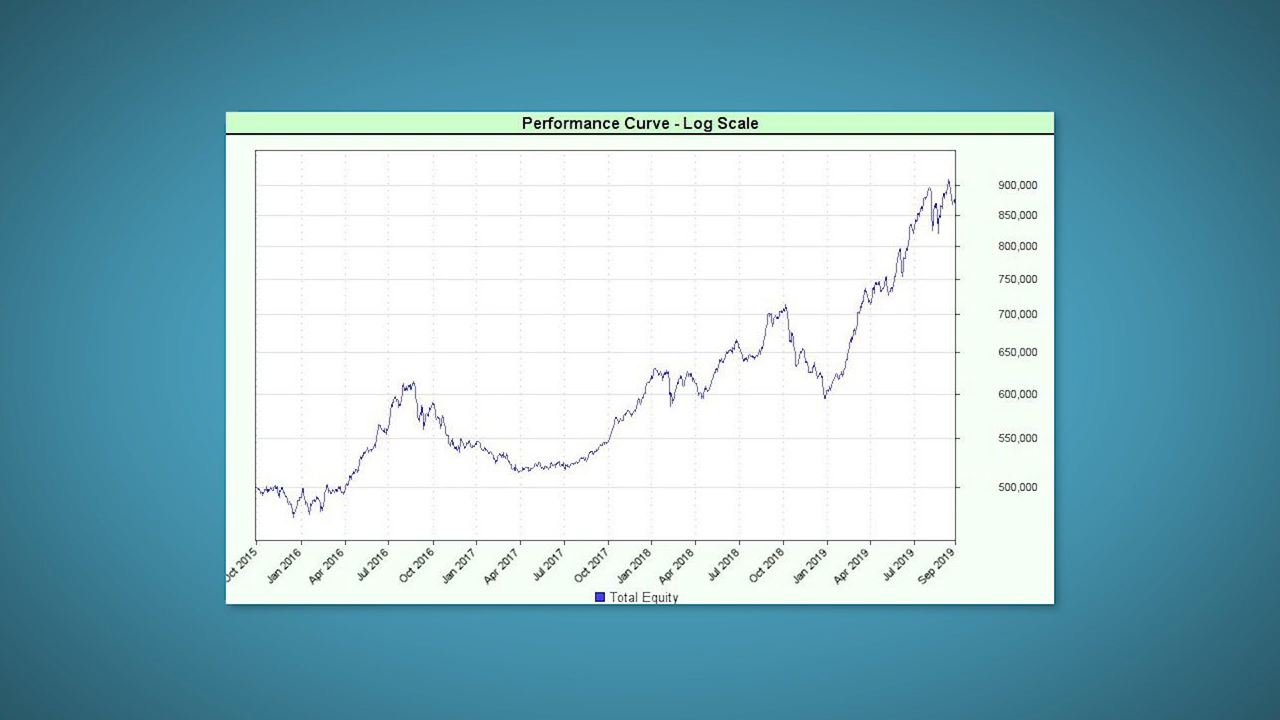 Performance Curve - Log Scale
900,000
850,000
800,000
750,000
700,000
650,000
600,000
550,000
500,000
Oct 2015
Jan 2016
Apr 2016
Jul 2016
Oct 2016
Jan 2017
Apr 2017
Jul 2017
Oct 2017
Jan 2018
Apr 2018
Jul 2018
Oct 2018
Jan 2019
Apr 2019
Jul 2019
Sep 2019
Total Equity